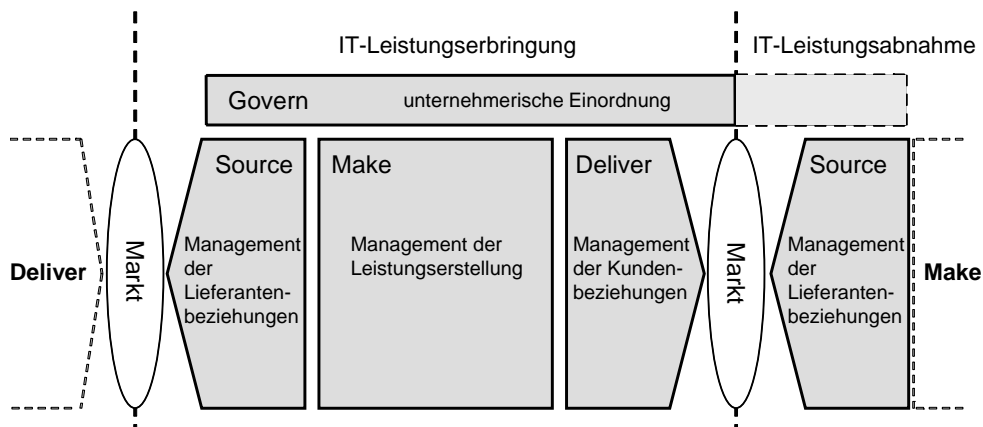 IT-Leistungserbringung
IT-Leistungsabnahme
Govern
unternehmerische Einordnung
Deliver
Markt
Source
Management
der
Lieferanten-
beziehungen
Make
Management der
Leistungserstellung
Deliver
Management
der Kunden-
beziehungen
Markt
Source
Management
der
Lieferanten-
beziehungen
Make